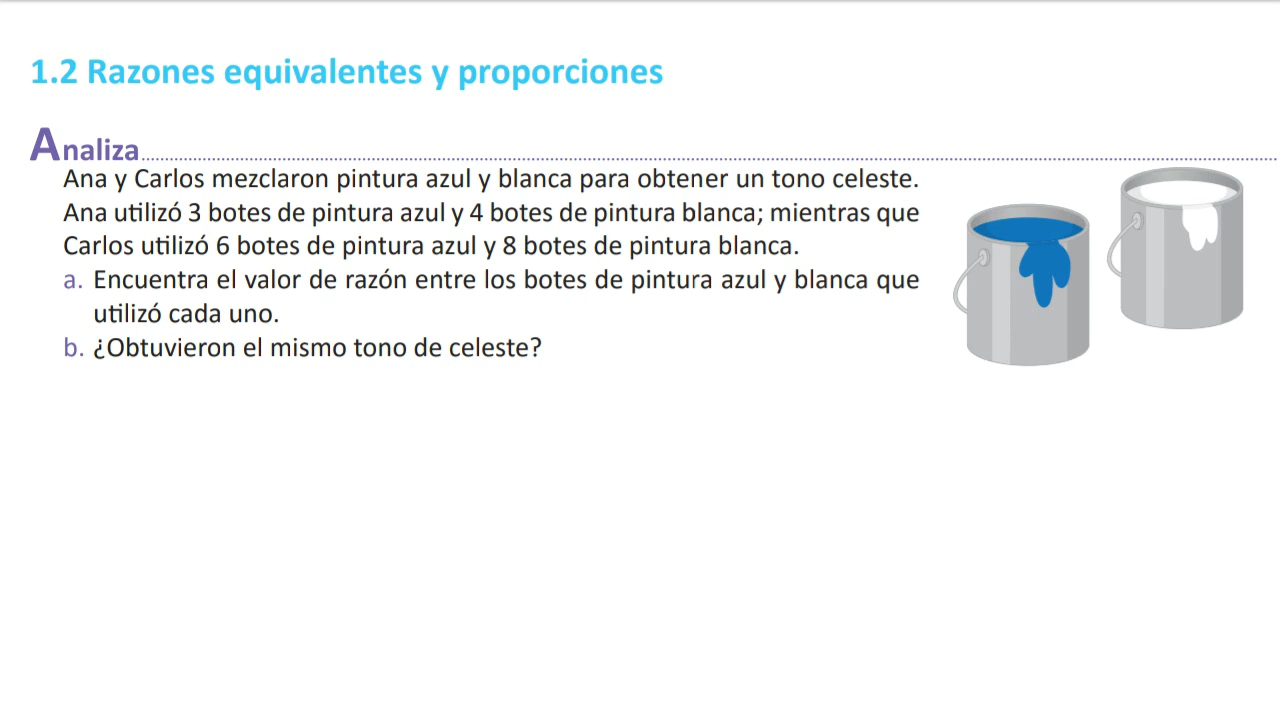 1.2 Razones equivalentes y proporciones
Analiza
Ana y Carlos mezclaron pintura azul y blanca para obtener un tono celeste.
Ana utilizó 3 botes de pintura azul y 4 botes de pintura blanca; mientras que
Carlos utilizó 6 botes de pintura azul y 8 botes de pintura blanca.
a. Encuentra el valor de razón entre los botes de pintura azul y blanca que
utilizó cada uno.
b. ¿Obtuvieron el mismo tono de celeste?